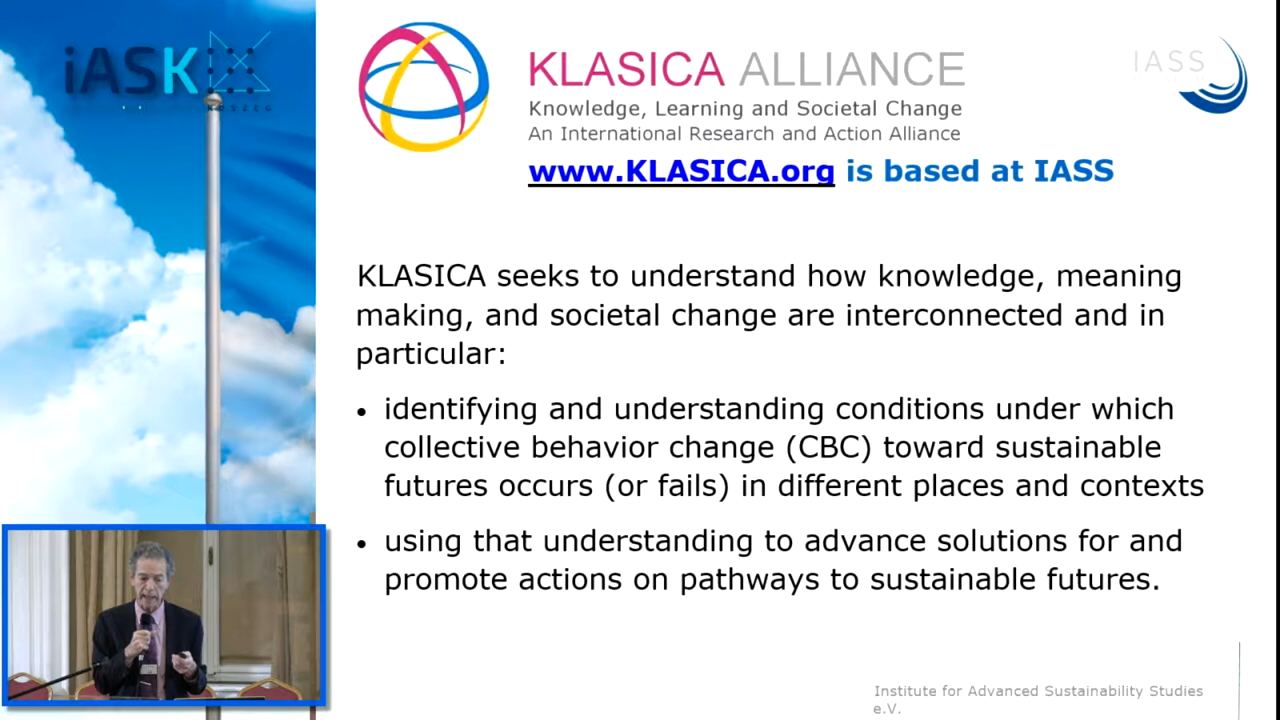 iASK
KŐSZEG
KLASICA ALLIANCE
Knowledge, Learning and Societal Change
An International Research and Action Alliance
www.KLASICA.org is based at IASS
IASS
KLASICA seeks to understand how knowledge, meaning
making, and societal change are interconnected and in
particular:
• identifying and understanding conditions under which
collective behavior change (CBC) toward sustainable
futures occurs (or fails) in different places and contexts
• using that understanding to advance solutions for and
promote actions on pathways to sustainable futures.
Institute for Advanced Sustainability Studies
e.V.